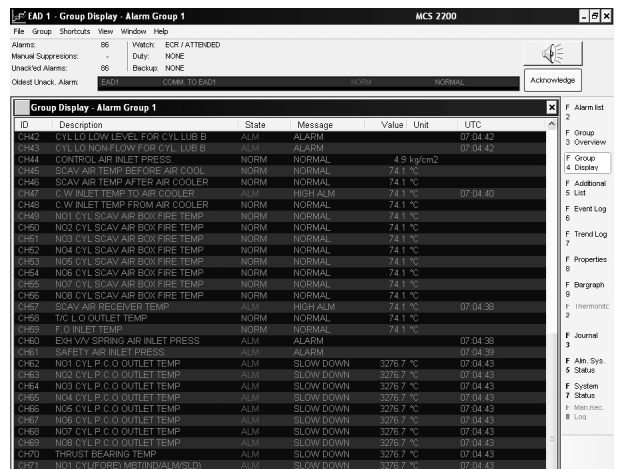 EAD 1 - Group Display - Alarm Group 1 MCS 2200
File Group Shortcuts View Window Help
Alarms: 86 Watch: ECR / ATTENDED
Manual Suppresions: - Duty: NONE
Unack'ed Alarms: 86 Backup: NONE
Oldest Unack. Alarm: EAD1 COMM. TO EAD1 NORM NORMAL
Acknowledge
Group Display - Alarm Group 1
ID Description State Message Value Unit UTC
CH42 CYL LO LOW LEVEL FOR CYL LUB B ALM ALARM 07:04:42
CH43 CYL LO NON-FLOW FOR CYL. LUB B ALM ALARM 07:04:42
CH44 CONTROL AIR INLET PRESS. NORM NORMAL 4.9 kg/cm2
CH45 SCAV AIR TEMP BEFORE AIR COOL NORM NORMAL 74.1 °C
CH46 SCAV AIR TEMP AFTER AIR COOLER NORM NORMAL 74.1 °C
CH47 C.W INLET TEMP TO AIR COOLER ALM HIGH ALM 74.1 °C 07:04:40
CH48 C.W INLET TEMP FROM AIR COOLER NORM NORMAL 74.1 °C
CH49 NO1 CYL SCAV AIR BOX FIRE TEMP NORM NORMAL 74.1 °C
CH50 NO2 CYL SCAV AIR BOX FIRE TEMP NORM NORMAL 74.1 °C
CH51 NO3 CYL SCAV AIR BOX FIRE TEMP NORM NORMAL 74.1 °C
CH52 NO4 CYL SCAV AIR BOX FIRE TEMP NORM NORMAL 74.1 °C
CH53 NO5 CYL SCAV AIR BOX FIRE TEMP NORM NORMAL 74.1 °C
CH54 NO6 CYL SCAV AIR BOX FIRE TEMP NORM NORMAL 74.1 °C
CH55 NO7 CYL SCAV AIR BOX FIRE TEMP NORM NORMAL 74.1 °C
CH56 NO8 CYL SCAV AIR BOX FIRE TEMP NORM NORMAL 74.1 °C
CH57 SCAV AIR RECEIVER TEMP ALM HIGH ALM 74.1 °C 07:04:38
CH58 T/C L.O OUTLET TEMP NORM NORMAL 74.1 °C
CH59 F.O INLET TEMP NORM NORMAL 74.1 °C
CH60 EXH V/V SPRING AIR INLET PRESS ALM ALARM 07:04:38
CH61 SAFETY AIR INLET PRESS. ALM ALARM 07:04:39
CH62 NO1 CYL P.C.O OUTLET TEMP ALM SLOW DOWN 3276.7 °C 07:04:43
CH63 NO2 CYL P.C.O OUTLET TEMP ALM SLOW DOWN 3276.7 °C 07:04:43
CH64 NO3 CYL P.C.O OUTLET TEMP ALM SLOW DOWN 3276.7 °C 07:04:43
CH65 NO4 CYL P.C.O OUTLET TEMP ALM SLOW DOWN 3276.7 °C 07:04:43
CH66 NO5 CYL P.C.O OUTLET TEMP ALM SLOW DOWN 3276.7 °C 07:04:43
CH67 NO6 CYL P.C.O OUTLET TEMP ALM SLOW DOWN 3276.7 °C 07:04:43
CH68 NO7 CYL P.C.O OUTLET TEMP ALM SLOW DOWN 3276.7 °C 07:04:43
CH69 NO8 CYL P.C.O OUTLET TEMP ALM SLOW DOWN 3276.7 °C 07:04:43
CH70 THRUST BEARING TEMP ALM SLOW DOWN 3276.7 °C 07:04:43
CH71 NO1 CYL(FORE) MBT(IND/ALM/SLD) ALM SLOW DOWN 3276.7 °C 07:04:43
F Alarm list
2
F Group
3 Overview
F Group
4 Display
F Additional
5 List
F Event Log
6
F Trend Log
7
F Properties
8
F Bargraph
9
F Thermonitc
2
F Journal
3
F Alm. Sys.
5 Status
F System
7 Status
F Man.Rec.
8 Log